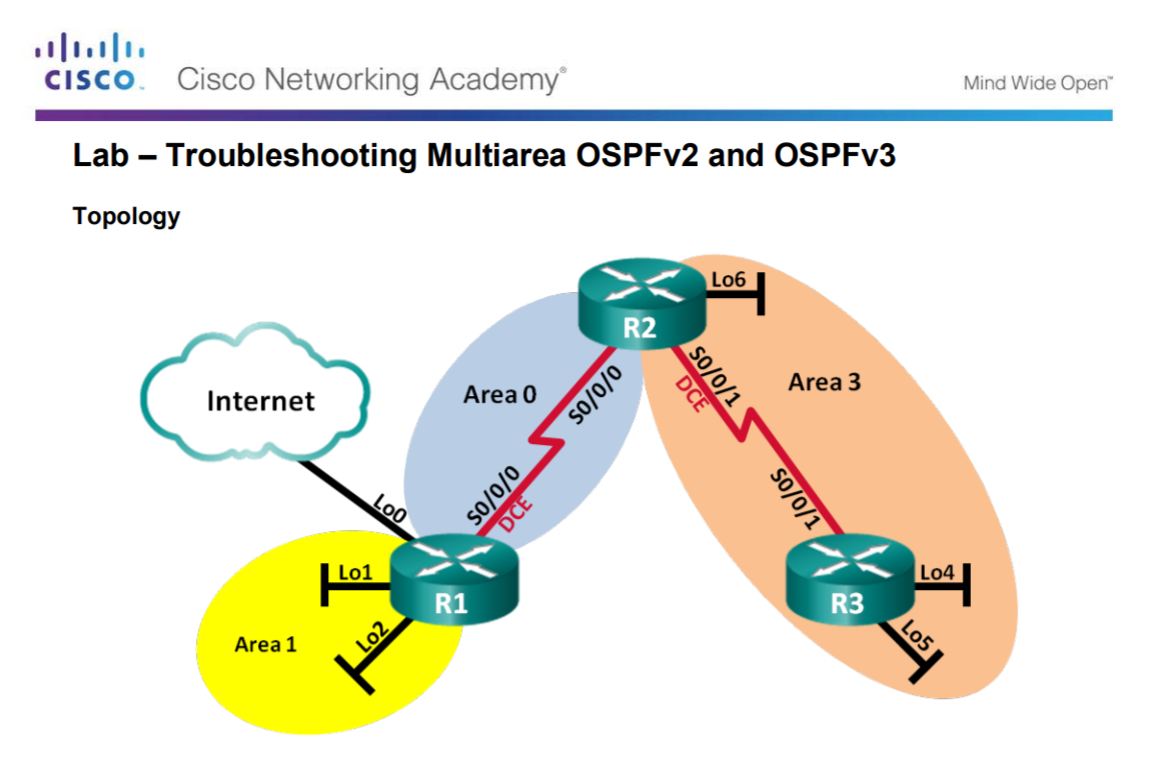 CISCO. Cisco Networking Academy® Mind Wide Open™
Lab – Troubleshooting Multiarea OSPFv2 and OSPFv3
Topology
Lo6
R2
S0/0/1
DCE
Area 3
Area 0
S0/0/0
Internet
S0/0/0
DCE
S0/0/1
Lo0
Lo1
R1
Lo4
R3
Lo2
Lo5
Area 1